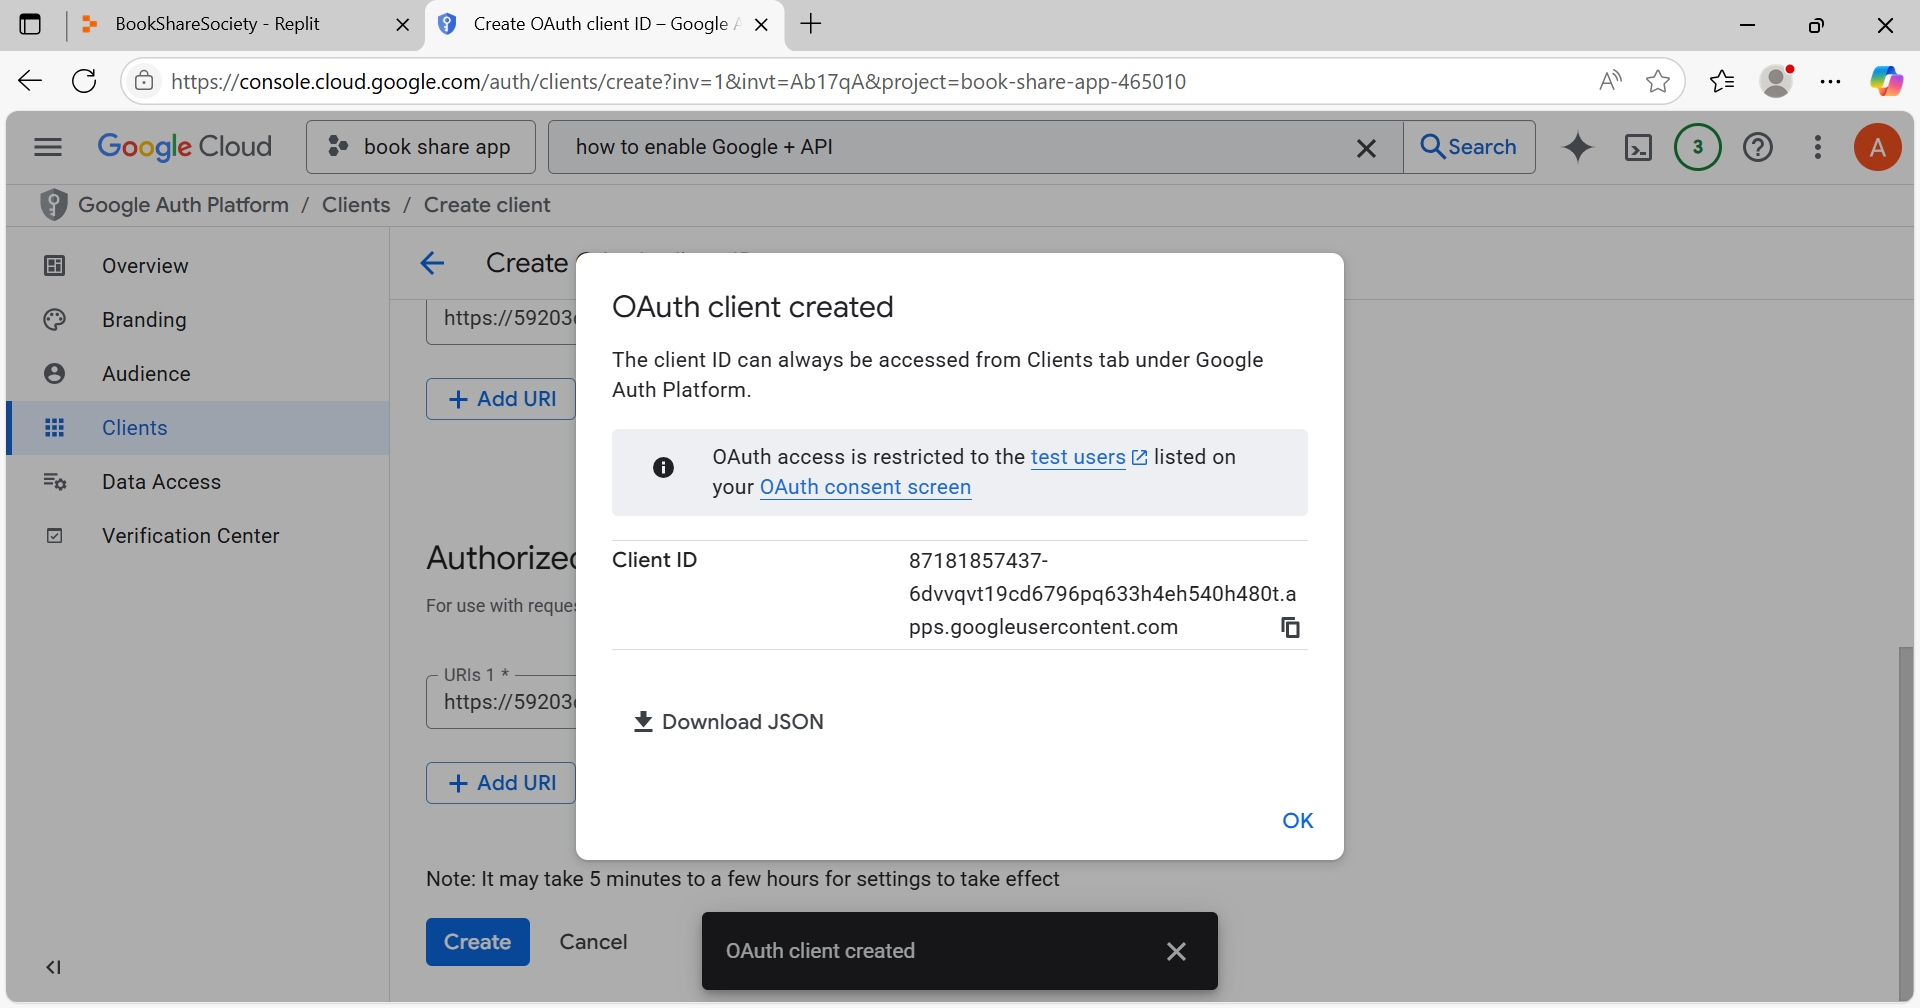 BookShareSociety - Replit
Create OAuth client ID – Google
https://console.cloud.google.com/auth/clients/create?inv=1&invt=Ab17qA&project=book-share-app-465010
Google Cloud
book share app
how to enable Google + API
Search
3
A
Google Auth Platform / Clients / Create client
Overview
Branding
Audience
Clients
Data Access
Verification Center
Create
https://59203
Add URI
Authorized
For use with reque
URIs 1 *
https://59203
Add URI
Note: It may take 5 minutes to a few hours for settings to take effect
Create
Cancel
OAuth client created
The client ID can always be accessed from Clients tab under Google
Auth Platform.
OAuth access is restricted to the test users listed on
your OAuth consent screen
Client ID
87181857437-
6dvvqvt19cd6796pq633h4eh540h480t.a
pps.googleusercontent.com
Download JSON
OK
OAuth client created